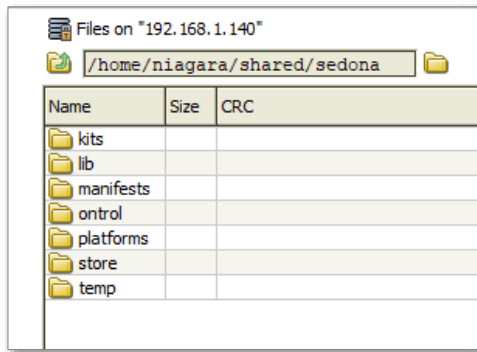 Files on "192.168.1.140"
/home/niagara/shared/sedona
Name Size CRC
kits
lib
manifests
ontrol
platforms
store
temp